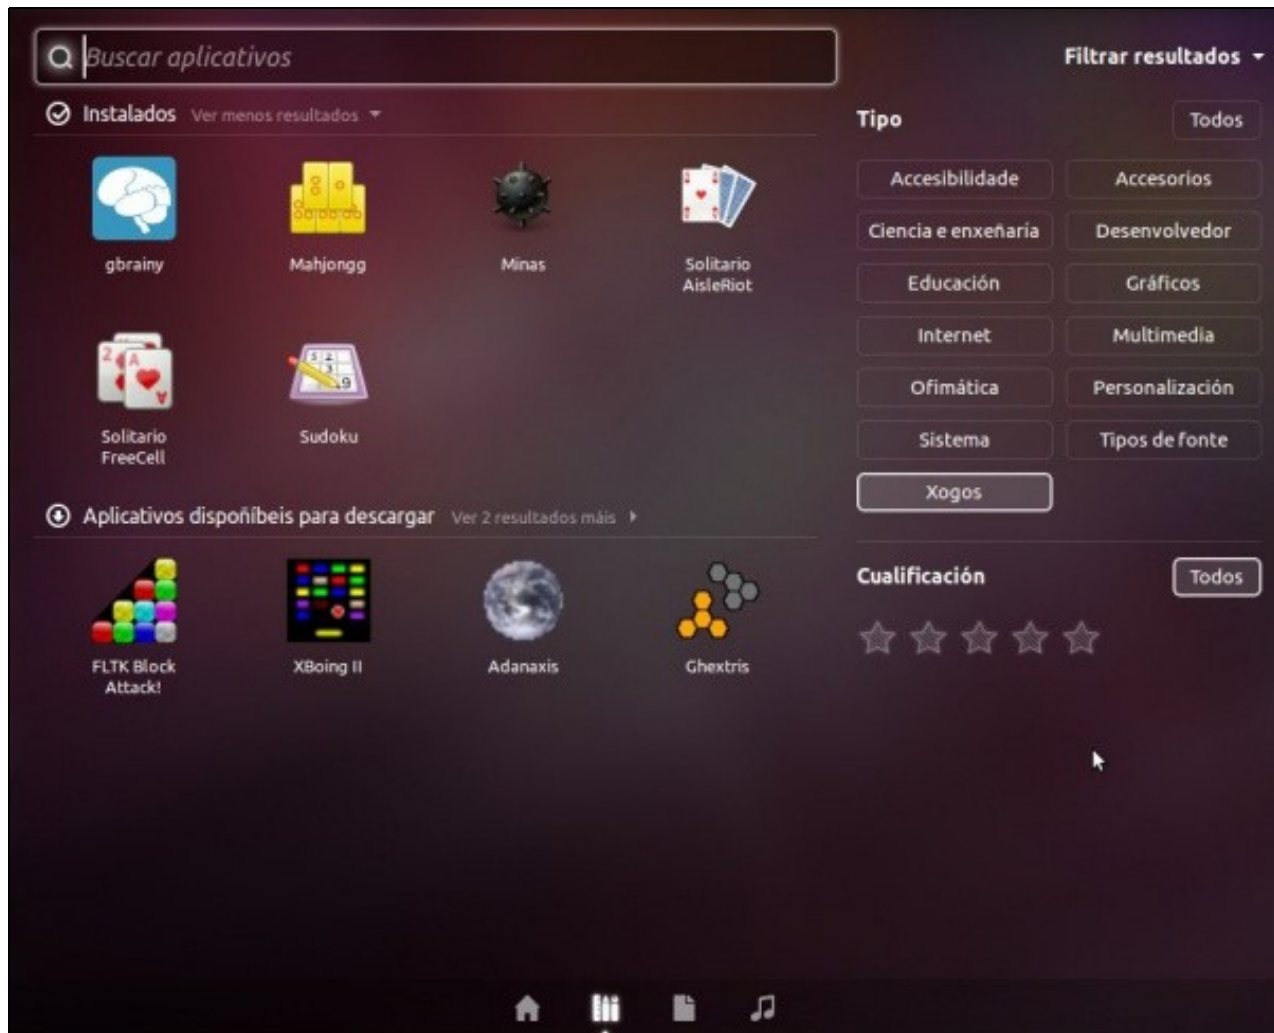 Buscar aplicativos
Filtrar resultados
Instalados Ver menos resultados
gbrainy
Mahjongg
Minas
Solitario
AisleRiot
Solitario
FreeCell
Sudoku
Aplicativos dispoñíbeis para descargar Ver 2 resultados máis
FLTK Block
Attack!
XBoing II
Adanaxis
Ghextris
Tipo Todos
Accesibilidade Accesorios
Ciencia e enxeñaría Desenvolvedor
Educación Gráficos
Internet Multimedia
Ofimática Personalización
Sistema Tipos de fonte
Xogos
Cualificación Todos